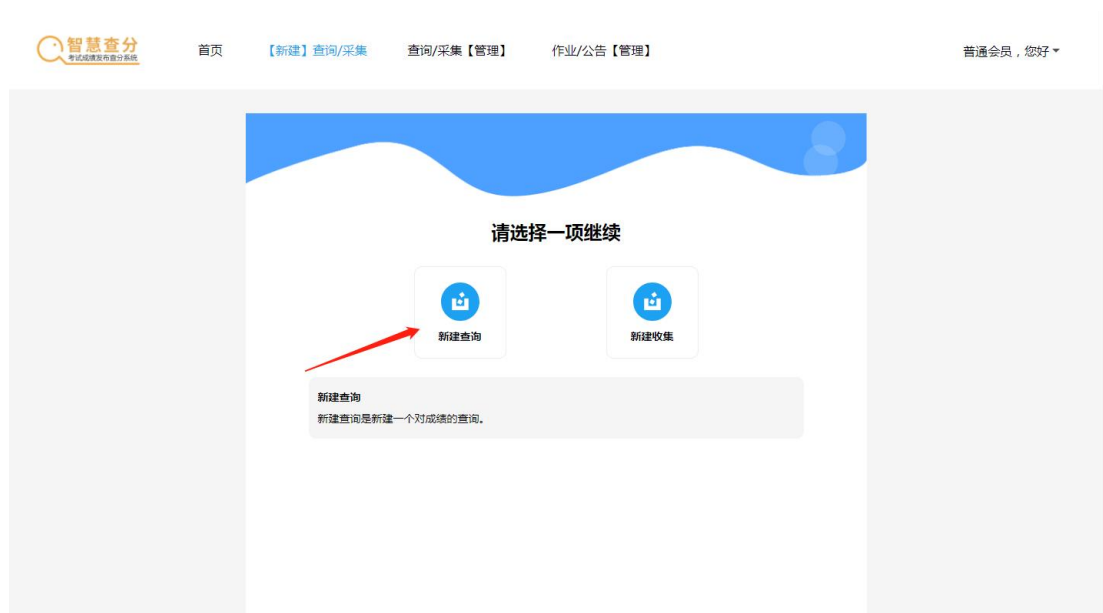 智慧查分
考试成绩发布查分系统
首页
【新建】查询/采集
查询/采集【管理】
作业/公告【管理】
普通会员，您好
请选择一项继续
新建查询
新建收集
新建查询
新建查询是新建一个对成绩的查询。